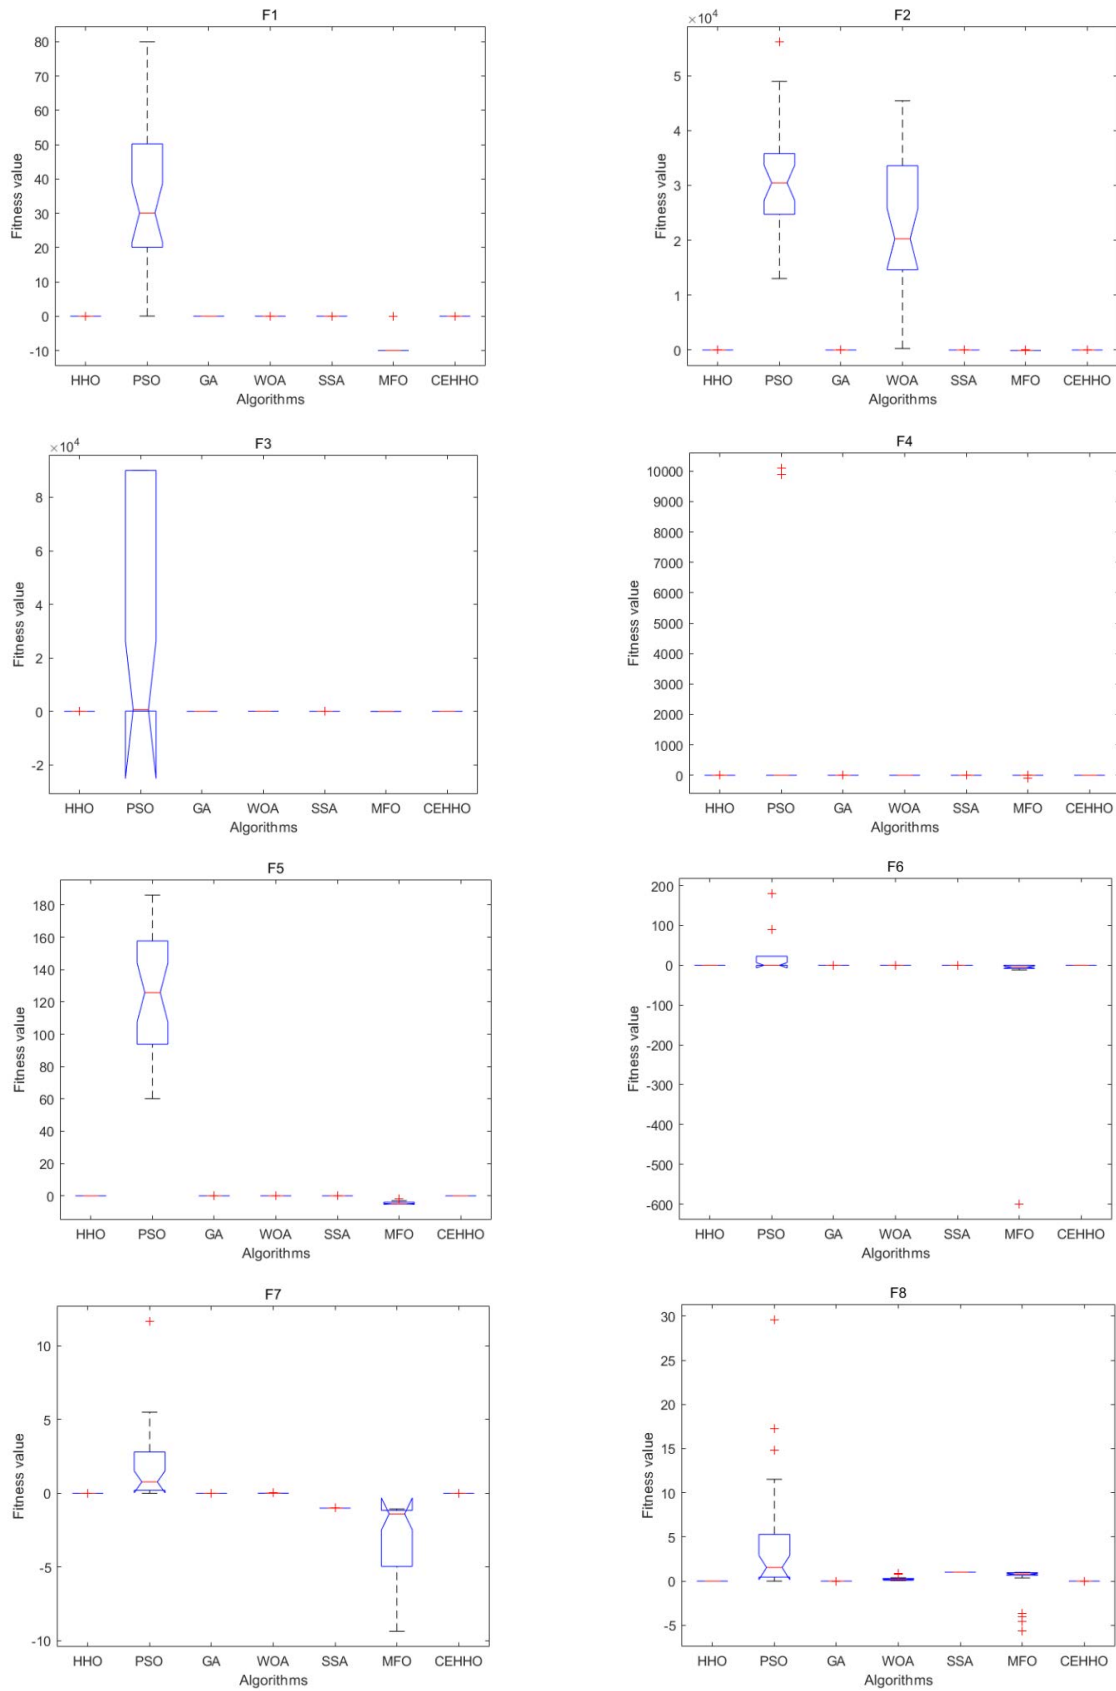 F1
Fitness value
80
70
60
50
40
30
20
10
0
-10
HHO PSO GA WOA SSA MFO CEHHO
Algorithms
F2
×10^4
Fitness value
5
4
3
2
1
0
HHO PSO GA WOA SSA MFO CEHHO
Algorithms
F3
×10^4
Fitness value
8
6
4
2
0
-2
HHO PSO GA WOA SSA MFO CEHHO
Algorithms
F4
Fitness value
10000
9000
8000
7000
6000
5000
4000
3000
2000
1000
0
HHO PSO GA WOA SSA MFO CEHHO
Algorithms
F5
Fitness value
180
160
140
120
100
80
60
40
20
0
HHO PSO GA WOA SSA MFO CEHHO
Algorithms
F6
Fitness value
200
100
0
-100
-200
-300
-400
-500
-600
HHO PSO GA WOA SSA MFO CEHHO
Algorithms
F7
Fitness value
10
5
0
-5
-10
HHO PSO GA WOA SSA MFO CEHHO
Algorithms
F8
Fitness value
30
25
20
15
10
5
0
-5
HHO PSO GA WOA SSA MFO CEHHO
Algorithms